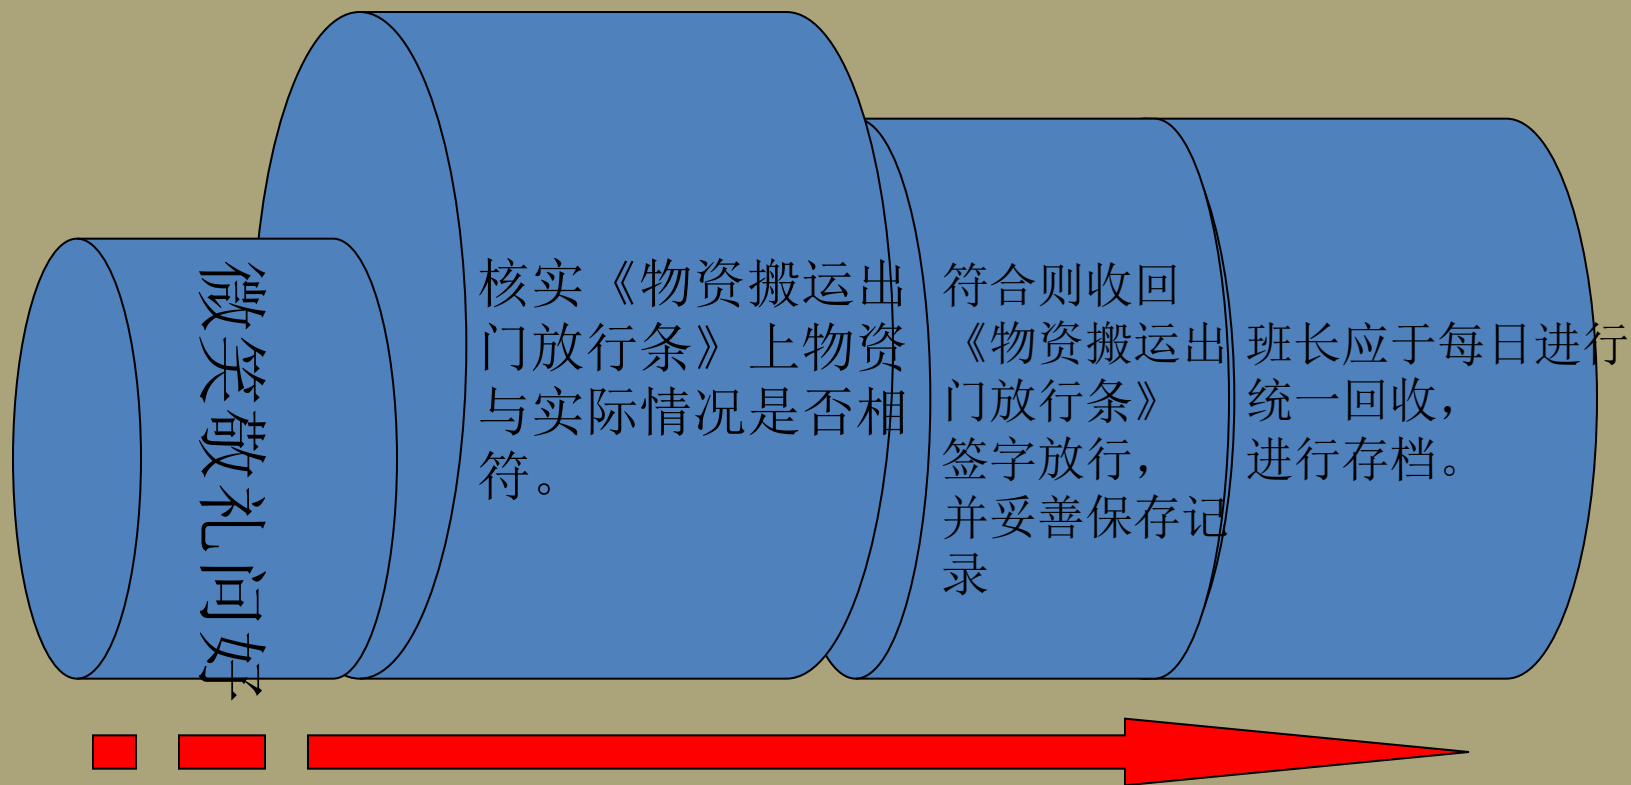 微笑敬礼问好
核实《物资搬运出
门放行条》上物资
与实际情况是否相
符。
符合则收回
《物资搬运出
门放行条》
签字放行，
并妥善保存记
录
班长应于每日进行
统一回收，
进行存档。